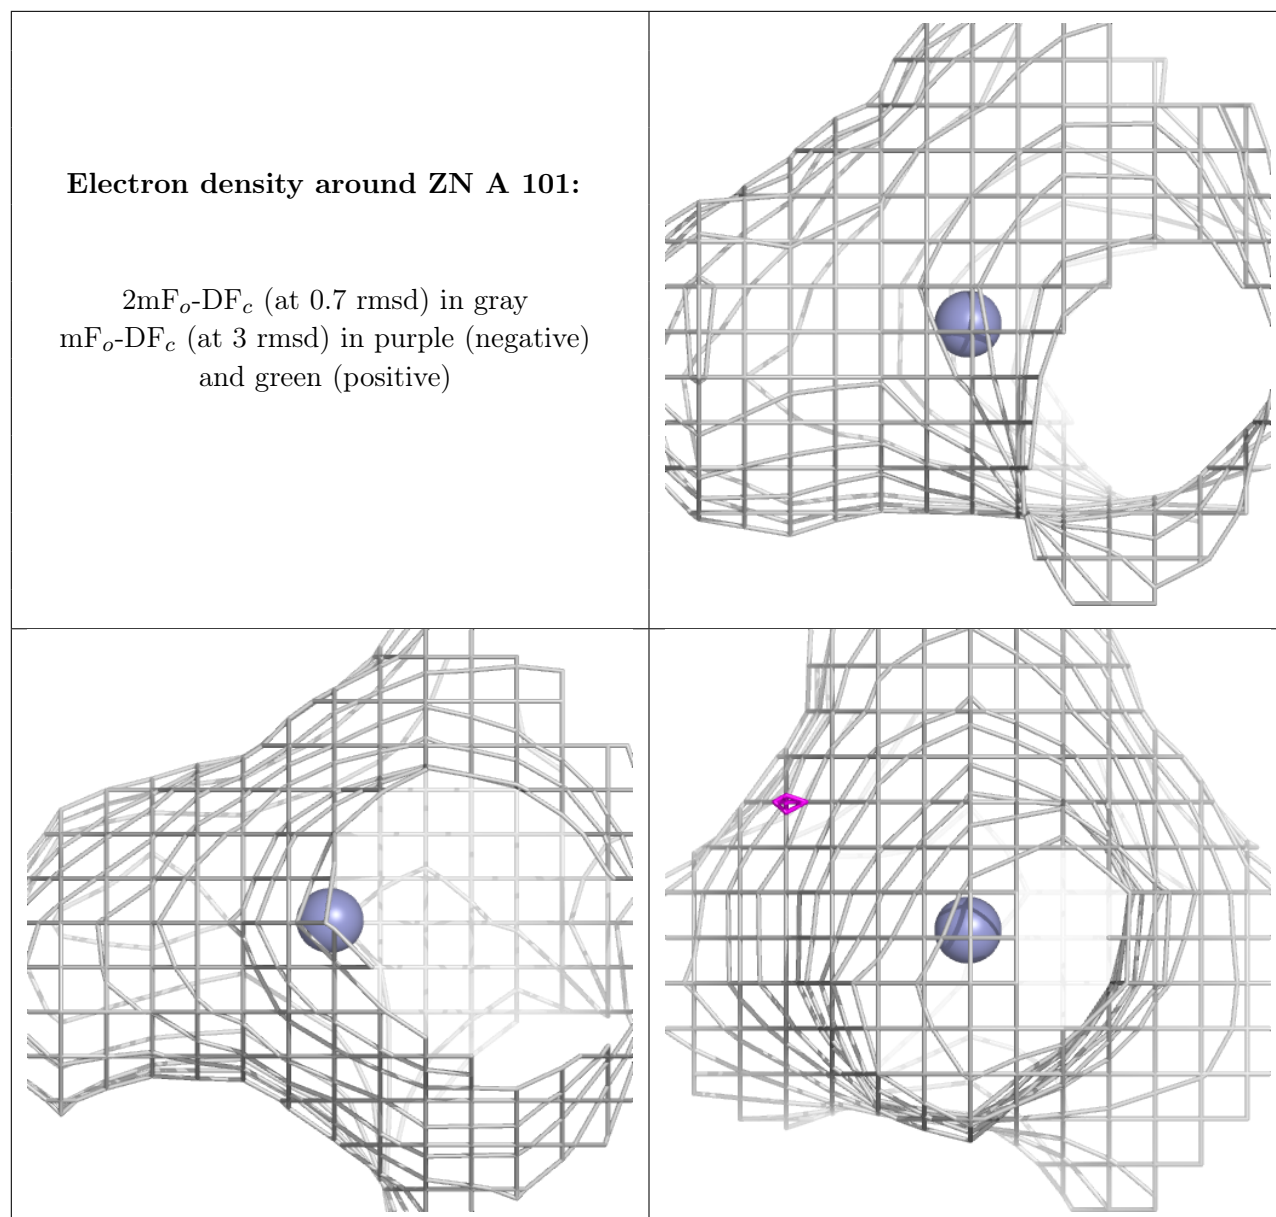 Electron density around ZN A 101:
2mFo-DFc (at 0.7 rmsd) in gray
mFo-DFc (at 3 rmsd) in purple (negative)
and green (positive)